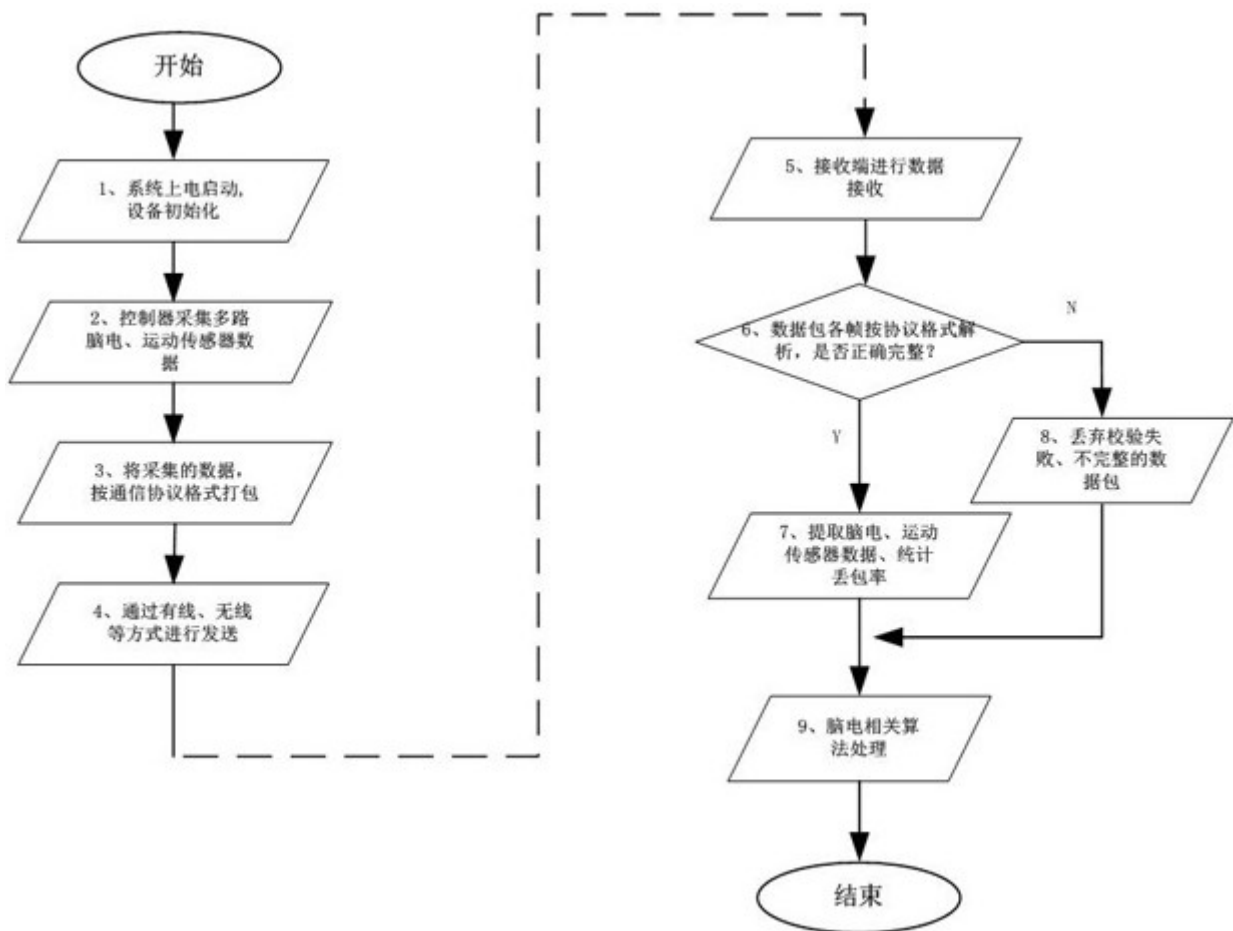 开始
1、系统上电启动,
设备初始化
2、控制器采集多路
脑电、运动传感器数
据
3、将采集的数据，
按通信协议格式打包
4、通过有线、无线
等方式进行发送
5、接收端进行数据
接收
6、数据包各帧按协议格式解
析，是否正确完整？
N
Y
8、丢弃校验失
败、不完整的数
据包
7、提取脑电、运动
传感器数据、统计
丢包率
9、脑电相关算
法处理
结束